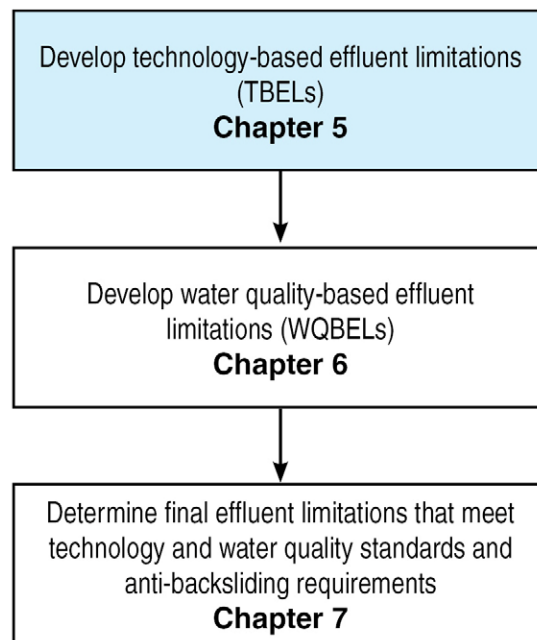 Develop technology-based effluent limitations
(TBELs)
Chapter 5
Develop water quality-based effluent
limitations (WQBELs)
Chapter 6
Determine final effluent limitations that meet
technology and water quality standards and
anti-backsliding requirements
Chapter 7